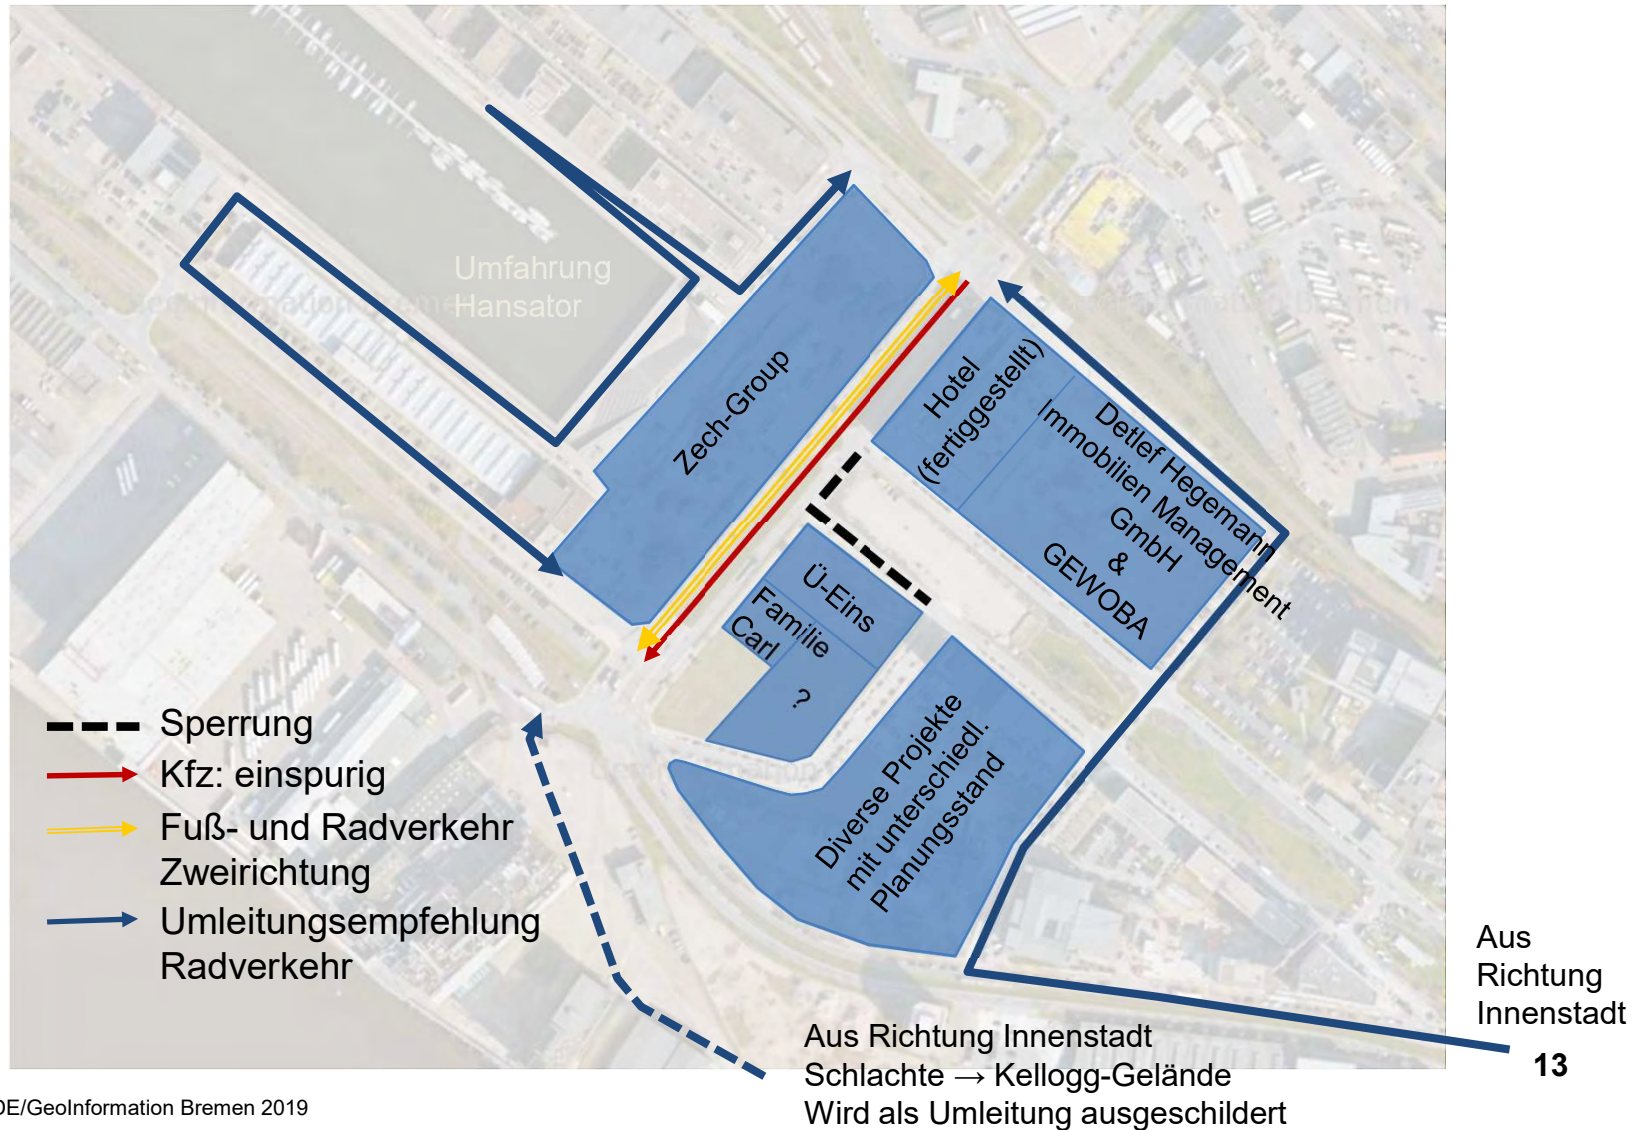 Umfahrung
Hansator
Zech-Group
Hotel
(fertiggestellt)
Detlef Hegemann
Immobilien Management
GmbH
&
GEWOBA
Ü-Eins
Familie
Carl
?
Diverse Projekte
mit unterschiedl.
Planungsstand
Sperrung
Kfz: einspurig
Fuß- und Radverkehr
Zweirichtung
Umleitungsempfehlung
Radverkehr
Aus
Richtung
Innenstadt
Aus Richtung Innenstadt
Schlachte → Kellogg-Gelände
Wird als Umleitung ausgeschildert
13
DE/GeoInformation Bremen 2019